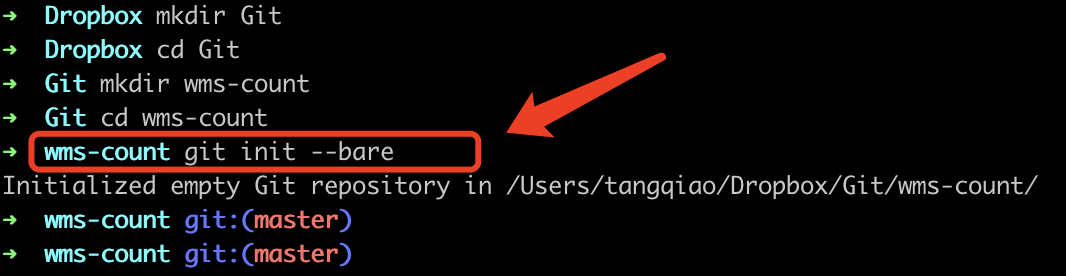 ➜ Dropbox mkdir Git
➜ Dropbox cd Git
➜ Git mkdir wms-count
➜ Git cd wms-count
➜ wms-count git init --bare
Initialized empty Git repository in /Users/tangqiao/Dropbox/Git/wms-count/
➜ wms-count git:(master)
➜ wms-count git:(master)